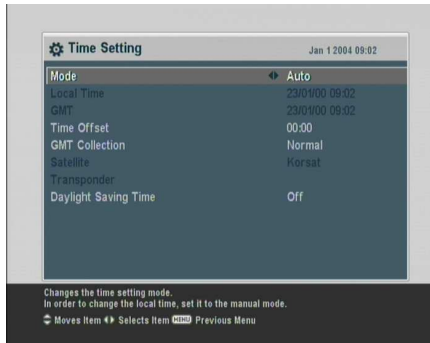 Time Setting
Jan 1 2004 09:02
Mode Auto
Local Time 23/01/00 09:02
GMT 23/01/00 09:02
Time Offset 00:00
GMT Collection Normal
Satellite Korsat
Transponder
Daylight Saving Time Off
Changes the time setting mode.
In order to change the local time, set it to the manual mode.
Moves Item Selects Item MENU Previous Menu